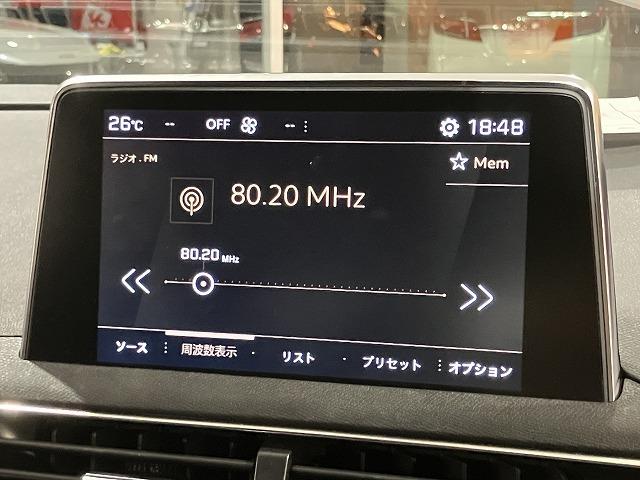 26℃ -- OFF -- 18:48
ラジオ . FM
Mem
80.20 MHz
80.20 MHz
ソース 周波数表示 リスト プリセット オプション